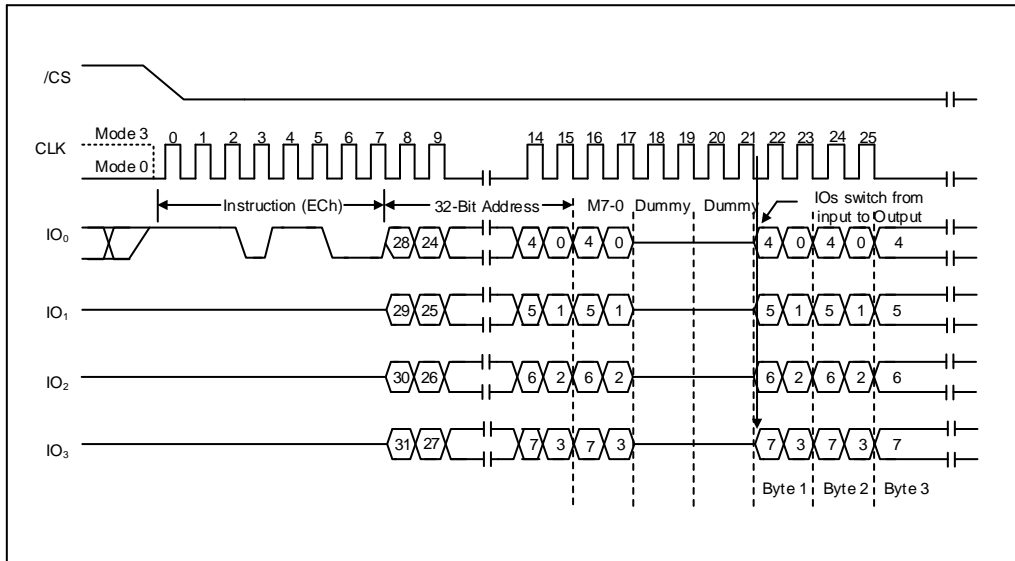 /CS
Mode 3
CLK
Mode 0
0 1 2 3 4 5 6 7 8 9 14 15 16 17 18 19 20 21 22 23 24 25
Instruction (ECh)
32-Bit Address
M7-0
Dummy
Dummy
IOs switch from
input to Output
IO₀
28 24 4 0 4 0 4 0 4 0 4
IO₁
29 25 5 1 5 1 5 1 5 1 5
IO₂
30 26 6 2 6 2 6 2 6 2 6
IO₃
31 27 7 3 7 3 7 3 7 3 7
Byte 1
Byte 2
Byte 3